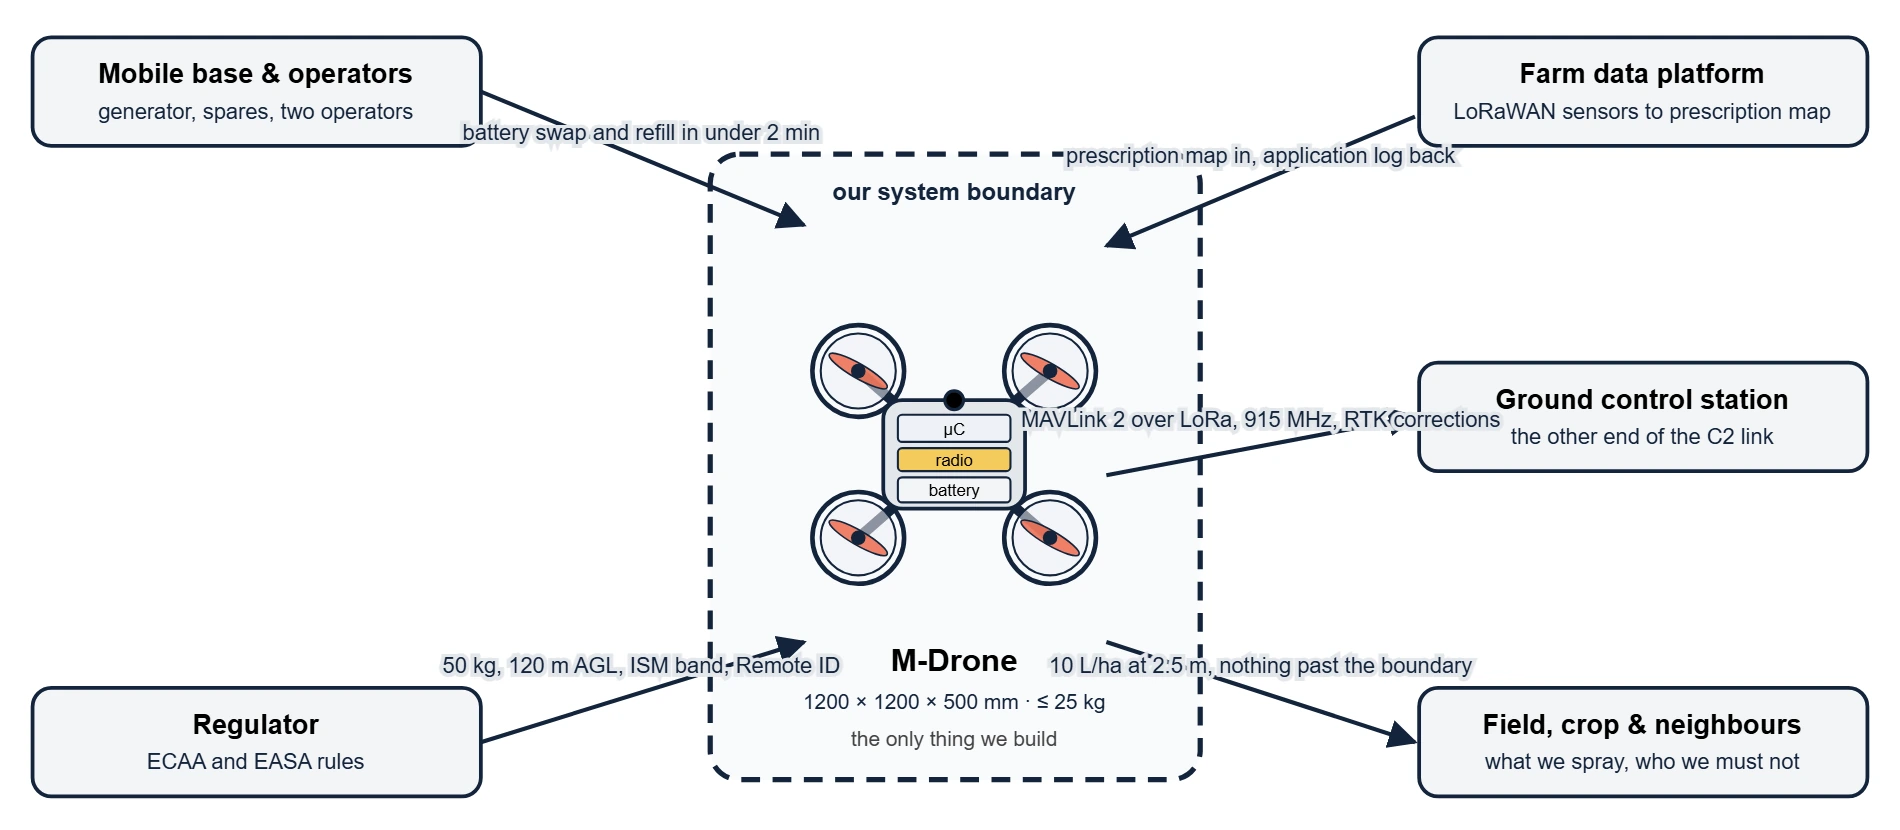 Mobile base & operators
generator, spares, two operators
Farm data platform
LoRaWAN sensors to prescription map
battery swap and refill in under 2 min
prescription map in, application log back
our system boundary
Ground control station
the other end of the C2 link
MAVLink 2 over LoRa, 915 MHz, RTK corrections
µC
radio
battery
50 kg, 120 m AGL, ISM band, Remote ID
M-Drone
10 L/ha at 2.5 m, nothing past the boundary
1200 × 1200 × 500 mm · ≤ 25 kg
the only thing we build
Regulator
ECAA and EASA rules
Field, crop & neighbours
what we spray, who we must not